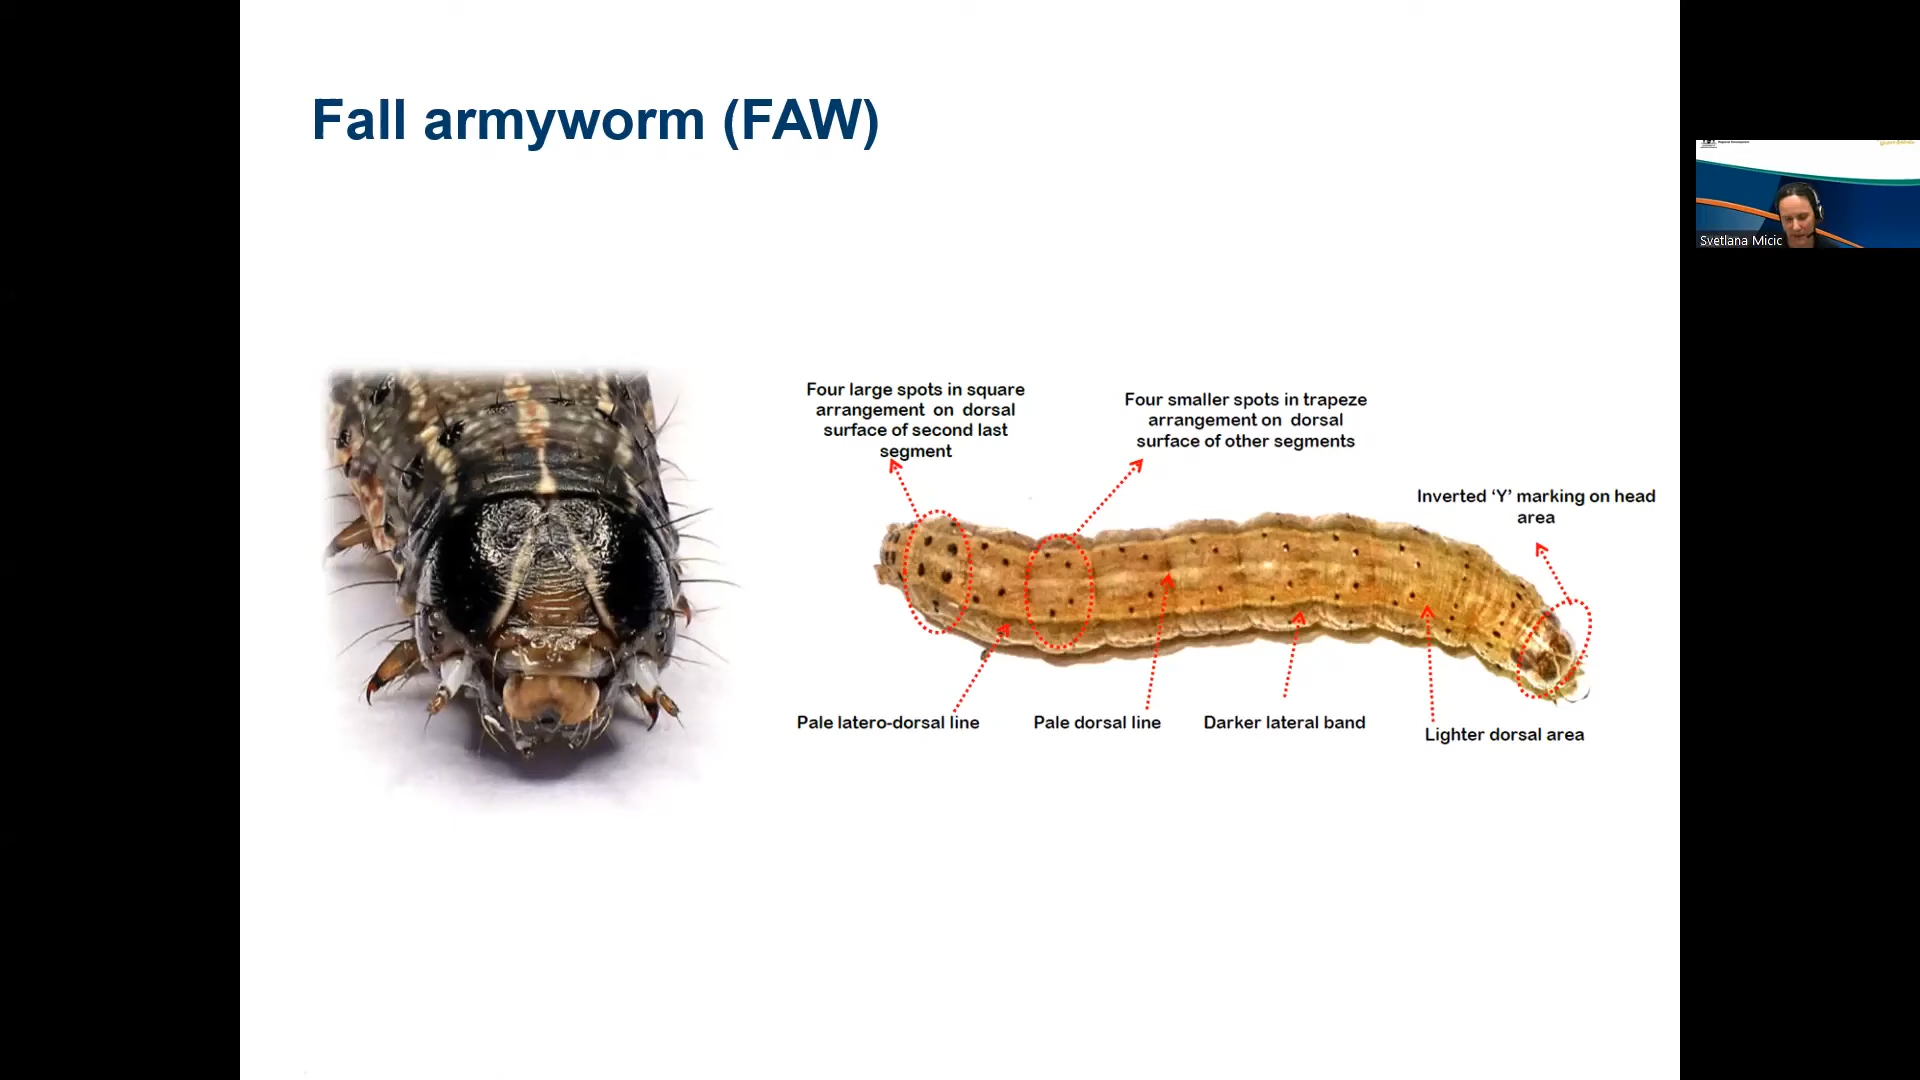 Fall armyworm (FAW)
Four large spots in square
arrangement on dorsal
surface of second last
segment
Four smaller spots in trapeze
arrangement on dorsal
surface of other segments
Inverted ‘Y’ marking on head
area
Pale latero-dorsal line
Pale dorsal line
Darker lateral band
Lighter dorsal area
Svetlana Micic